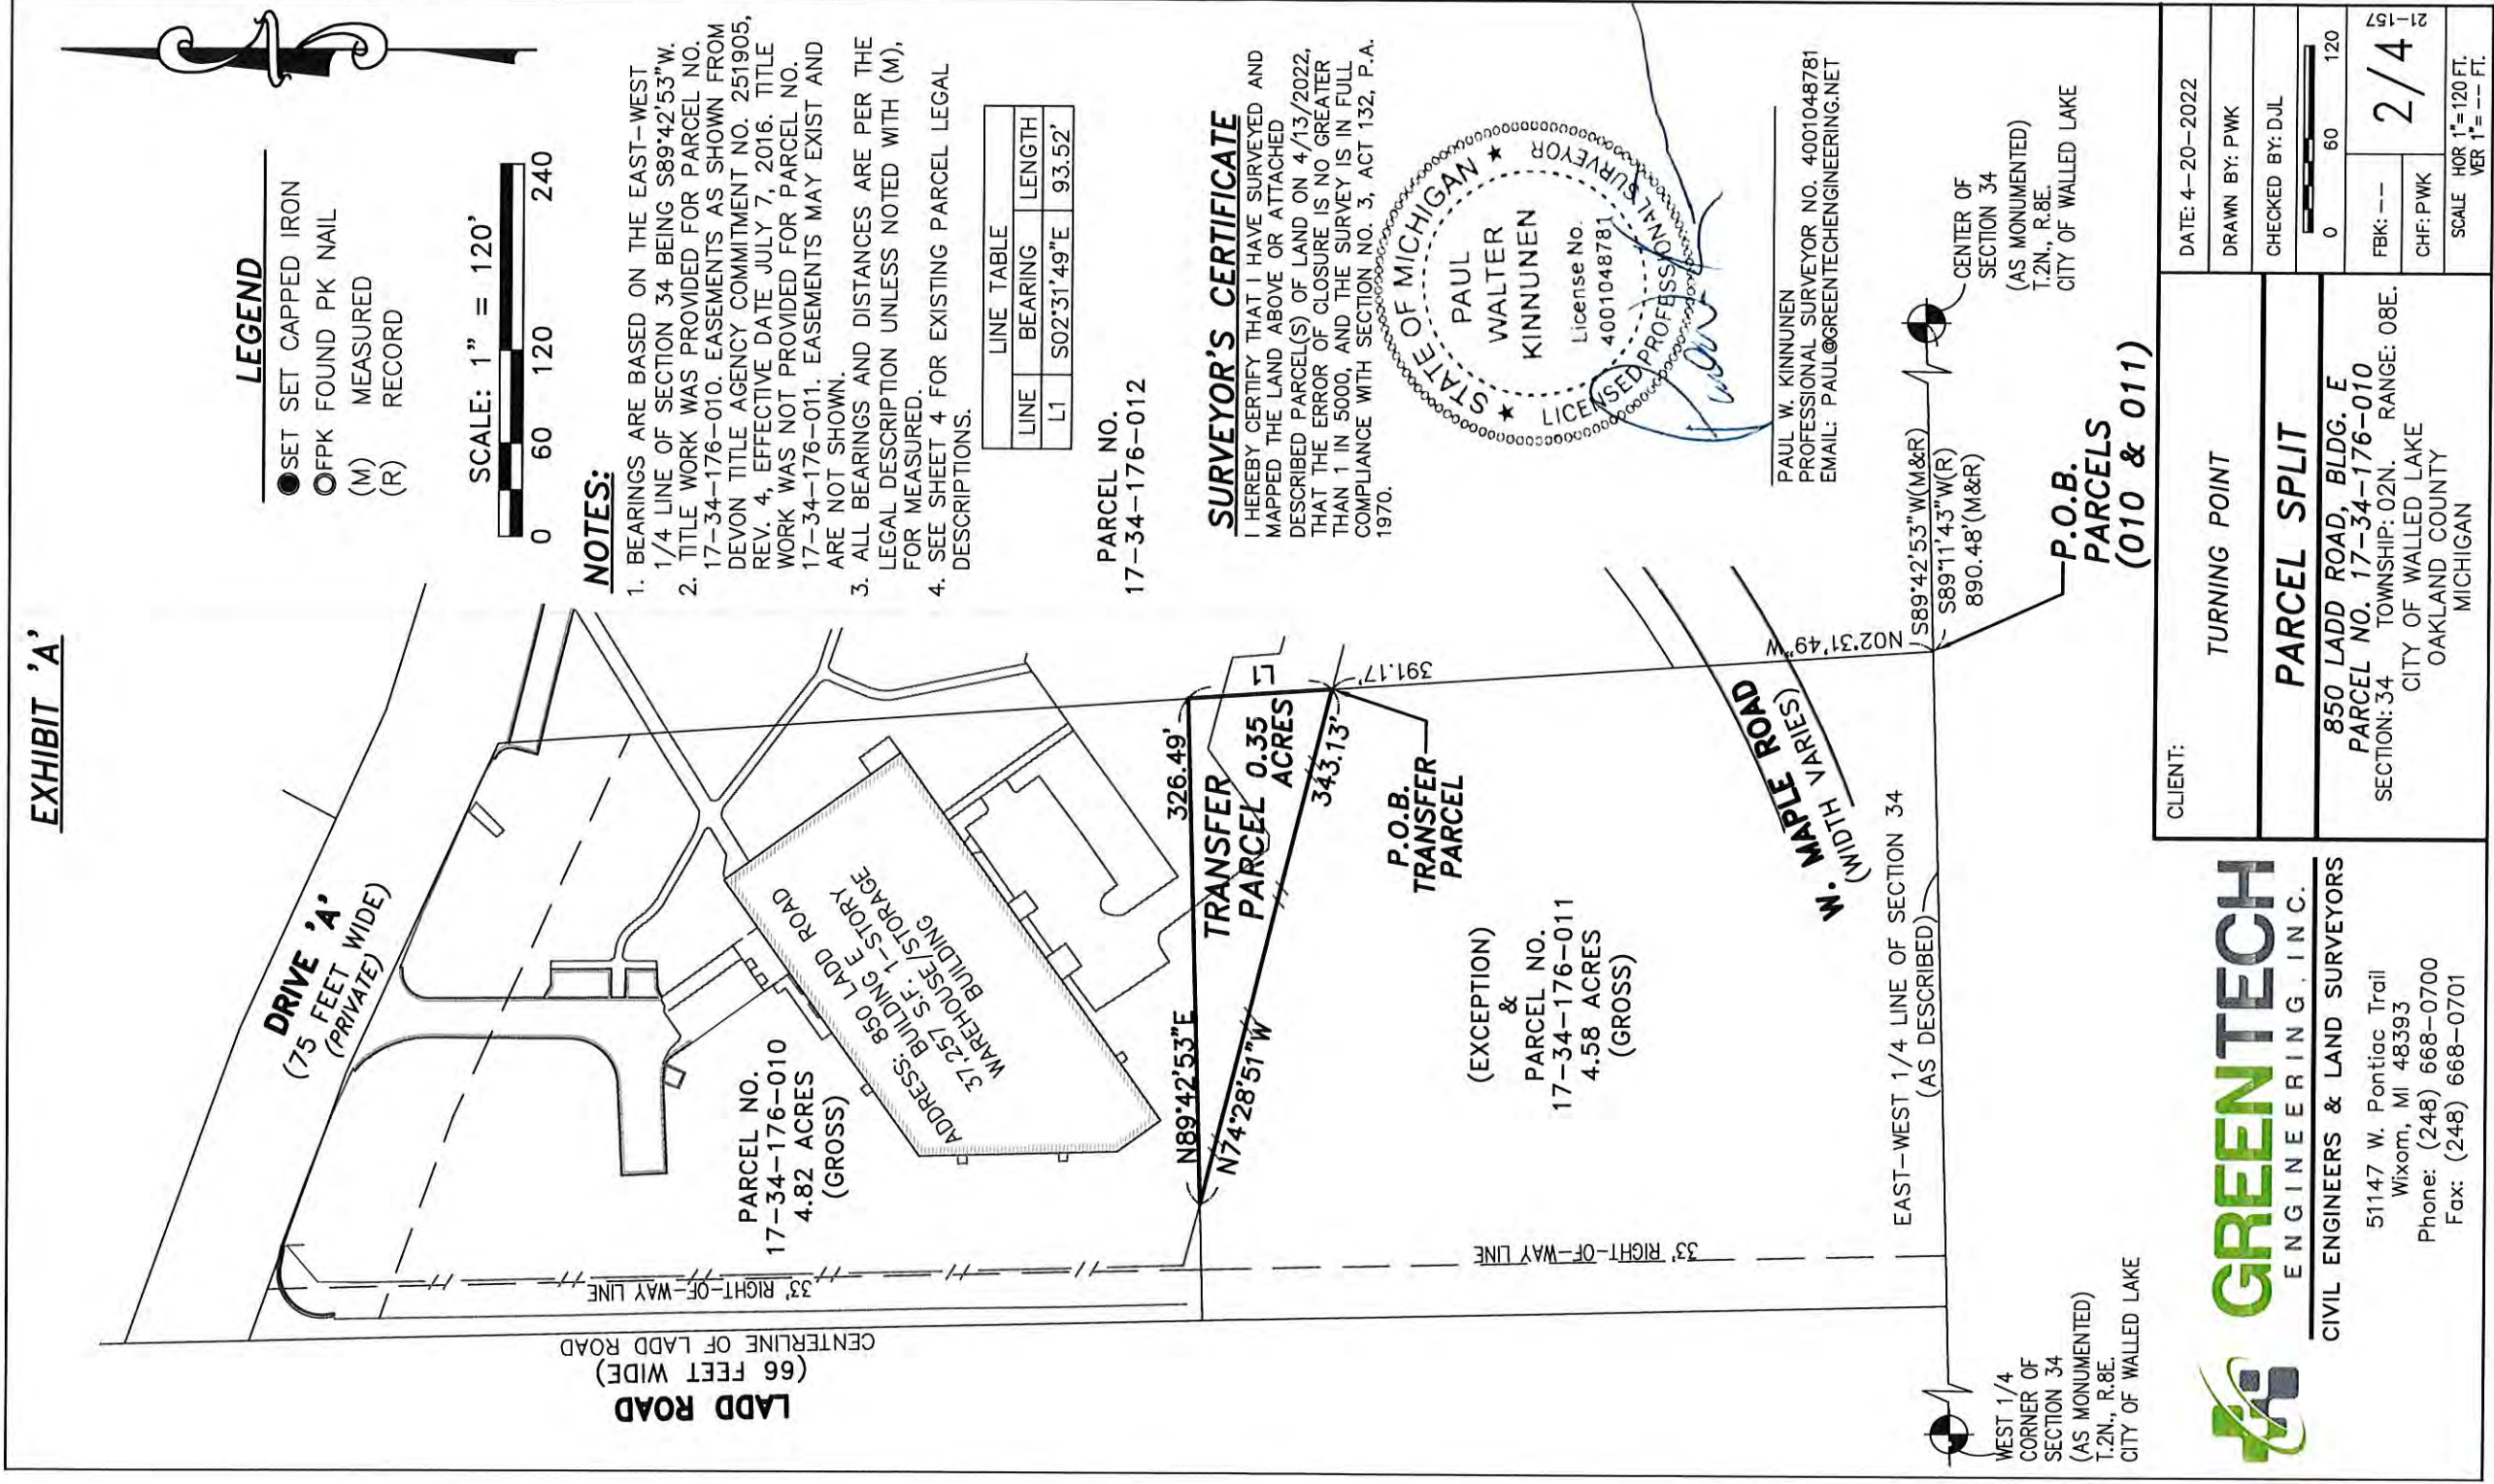 EXHIBIT 'A'
LEGEND
SET SET CAPPED IRON
FPK FOUND PK NAIL
(M) MEASURED
(R) RECORD
SCALE: 1" = 120'
0 60 120 240
NOTES:
1. BEARINGS ARE BASED ON THE EAST-WEST
1/4 LINE OF SECTION 34 BEING S89°42'53"W.
2. TITLE WORK WAS PROVIDED FOR PARCEL NO.
17-34-176-010. EASEMENTS AS SHOWN FROM
DEVON TITLE AGENCY COMMITMENT NO. 251905,
REV. 4, EFFECTIVE DATE JULY 7, 2016. TITLE
WORK WAS NOT PROVIDED FOR PARCEL NO.
17-34-176-011. EASEMENTS MAY EXIST AND
ARE NOT SHOWN.
3. ALL BEARINGS AND DISTANCES ARE PER THE
LEGAL DESCRIPTION UNLESS NOTED WITH (M),
FOR MEASURED.
4. SEE SHEET 4 FOR EXISTING PARCEL LEGAL
DESCRIPTIONS.
LINE TABLE
LINE BEARING LENGTH
L1 S02°31'49"E 93.52'
PARCEL NO.
17-34-176-012
SURVEYOR'S CERTIFICATE
I HEREBY CERTIFY THAT I HAVE SURVEYED AND
MAPPED THE LAND ABOVE OR ATTACHED
DESCRIBED PARCEL(S) OF LAND ON 4/13/2022,
THAT THE ERROR OF CLOSURE IS NO GREATER
THAN 1 IN 5000, AND THE SURVEY IS IN FULL
COMPLIANCE WITH SECTION NO. 3, ACT 132, P.A.
1970.
STATE OF MICHIGAN
PAUL
WALTER
KINNUNEN
License No.
4001048781
LICENSED PROFESSIONAL SURVEYOR
PAUL W. KINNUNEN
PROFESSIONAL SURVEYOR NO. 4001048781
EMAIL: PAUL@GREENTECHENGINEERING.NET
DRIVE 'A'
(75 FEET WIDE)
(PRIVATE)
PARCEL NO.
17-34-176-010
4.82 ACRES
(GROSS)
ADDRESS: 850 LADD ROAD
BUILDING E
37,257 S.F. 1-STORY
WAREHOUSE/STORAGE
BUILDING
33' RIGHT-OF-WAY LINE
CENTERLINE OF LADD ROAD
(66 FEET WIDE)
LADD ROAD
N89°42'53"E
326.49'
TRANSFER
PARCEL 0.35
ACRES
L1
N74°28'51"W
343.13'
P.O.B.
TRANSFER
PARCEL
391.17'
N02°31'49"W
(EXCEPTION)
&
PARCEL NO.
17-34-176-011
4.58 ACRES
(GROSS)
33' RIGHT-OF-WAY LINE
W. MAPLE ROAD
(WIDTH VARIES)
EAST-WEST 1/4 LINE OF SECTION 34
(AS DESCRIBED)
S89°42'53"W(M&R)
S89°11'43"W(R)
890.48'(M&R)
P.O.B.
PARCELS
(010 & 011)
CENTER OF
SECTION 34
(AS MONUMENTED)
T.2N., R.8E.
CITY OF WALLED LAKE
WEST 1/4
CORNER OF
SECTION 34
(AS MONUMENTED)
T.2N., R.8E.
CITY OF WALLED LAKE
GREENTECH
ENGINEERING, INC.
CIVIL ENGINEERS & LAND SURVEYORS
51147 W. Pontiac Trail
Wixom, MI 48393
Phone: (248) 668-0700
Fax: (248) 668-0701
CLIENT:
TURNING POINT
PARCEL SPLIT
850 LADD ROAD, BLDG. E
PARCEL NO. 17-34-176-010
SECTION: 34 TOWNSHIP: 02N. RANGE: 08E.
CITY OF WALLED LAKE
OAKLAND COUNTY
MICHIGAN
DATE: 4-20-2022
DRAWN BY: PWK
CHECKED BY: DJL
0 60 120
FBK: --
CHF: PWK
2/4
21-157
SCALE HOR 1"=120 FT.
VER 1"= -- FT.